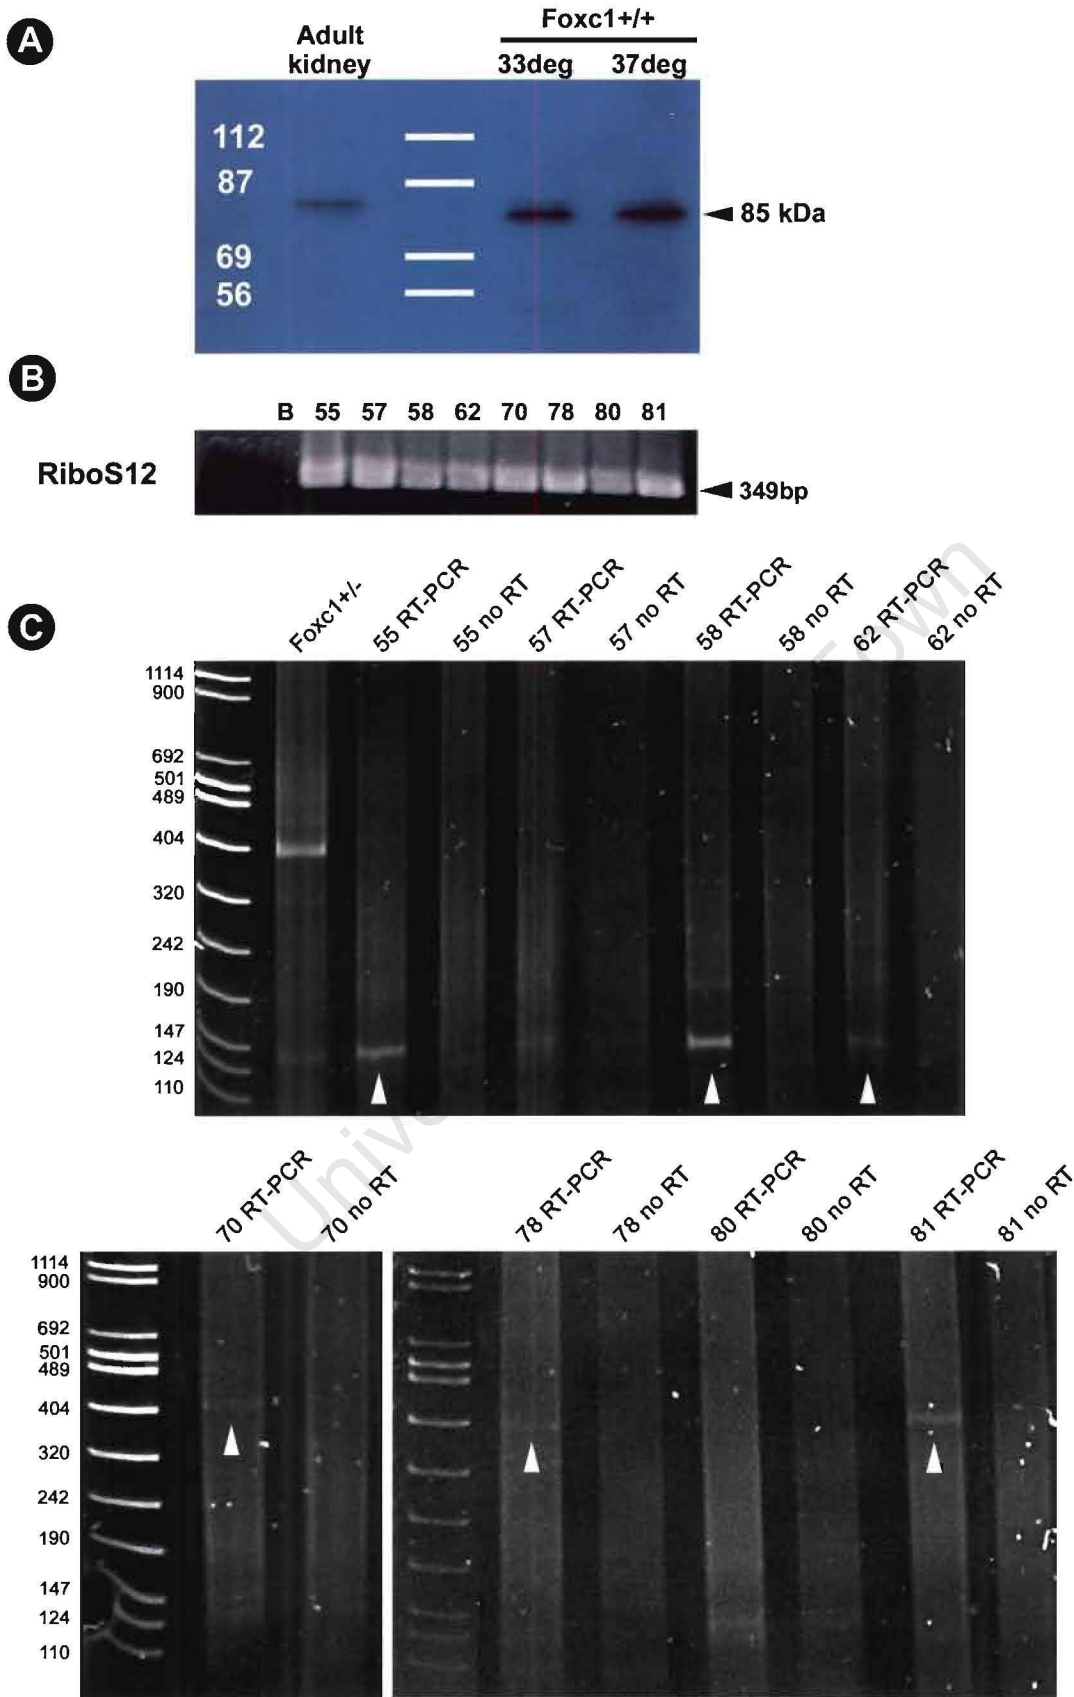 A
Adult
kidney
Foxc1+/+
33deg 37deg
112
87
69
56
85 kDa
B
B 55 57 58 62 70 78 80 81
RiboS12
349bp
C
Foxc1+/-
55 RT-PCR
55 no RT
57 RT-PCR
57 no RT
58 RT-PCR
58 no RT
62 RT-PCR
62 no RT
1114
900
692
501
489
404
320
242
190
147
124
110
70 RT-PCR
70 no RT
78 RT-PCR
78 no RT
80 RT-PCR
80 no RT
81 RT-PCR
81 no RT
1114
900
692
501
489
404
320
242
190
147
124
110